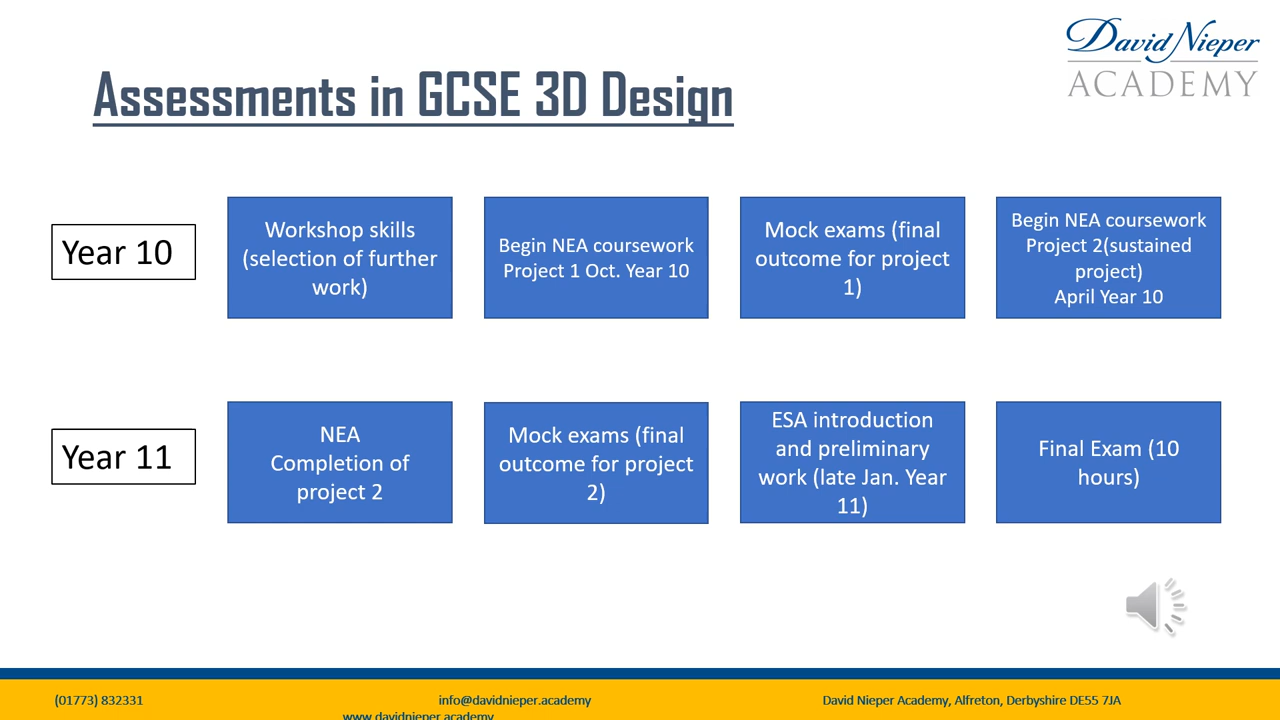 David Nieper
ACADEMY
Assessments in GCSE 3D Design
Year 10
Workshop skills
(selection of further
work)
Begin NEA coursework
Project 1 Oct. Year 10
Mock exams (final
outcome for project
1)
Begin NEA coursework
Project 2(sustained
project)
April Year 10
Year 11
NEA
Completion of
project 2
Mock exams (final
outcome for project
2)
ESA introduction
and preliminary
work (late Jan. Year
11)
Final Exam (10
hours)
(01773) 832331
info@davidnieper.academy
David Nieper Academy, Alfreton, Derbyshire DE55 7JA
www.davidnieper.academy